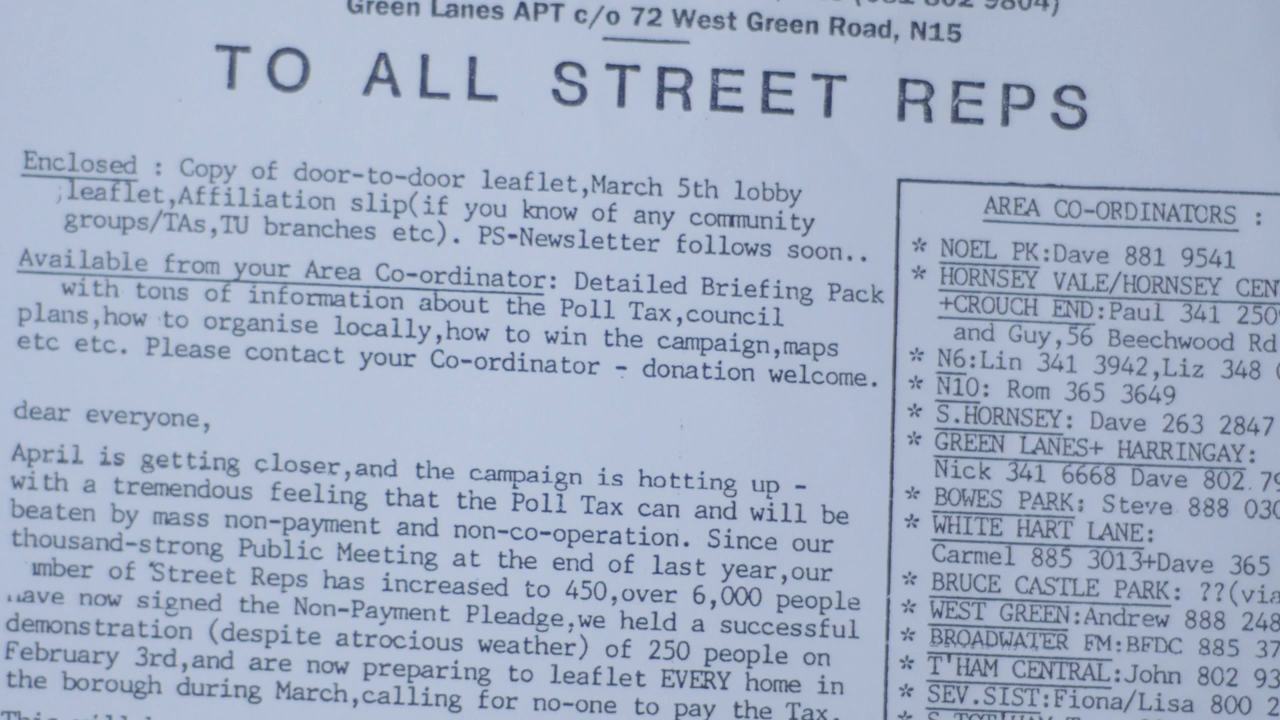 Green Lanes APT c/o 72 West Green Road, N15
TO ALL STREET REPS
Enclosed : Copy of door-to-door leaflet,March 5th lobby
leaflet,Affiliation slip(if you know of any community
groups/TAs,TU branches etc). PS-Newsletter follows soon..
Available from your Area Co-ordinator: Detailed Briefing Pack
with tons of information about the Poll Tax,council
plans,how to organise locally,how to win the campaign,maps
etc etc. Please contact your Co-ordinator - donation welcome.
dear everyone,
April is getting closer,and the campaign is hotting up -
with a tremendous feeling that the Poll Tax can and will be
beaten by mass non-payment and non-co-operation. Since our
thousand-strong Public Meeting at the end of last year,our
mber of Street Reps has increased to 450,over 6,000 people
ave now signed the Non-Payment Pleadge,we held a successful
demonstration (despite atrocious weather) of 250 people on
February 3rd,and are now preparing to leaflet EVERY home in
the borough during March,calling for no-one to pay the Tax.
AREA CO-ORDINATORS :
* NOEL PK:Dave 881 9541
* HORNSEY VALE/HORNSEY CEN
+CROUCH END:Paul 341 250
and Guy,56 Beechwood Rd
* N6:Lin 341 3942,Liz 348
* N10: Rom 365 3649
* S.HORNSEY: Dave 263 2847
* GREEN LANES+ HARRINGAY:
Nick 341 6668 Dave 802.79
* BOWES PARK: Steve 888 030
* WHITE HART LANE:
Carmel 885 3013+Dave 365
* BRUCE CASTLE PARK: ??(via
* WEST GREEN:Andrew 888 248
* BROADWATER FM:BFDC 885 37
* T'HAM CENTRAL:John 802 93
* SEV.SIST:Fiona/Lisa 800 2